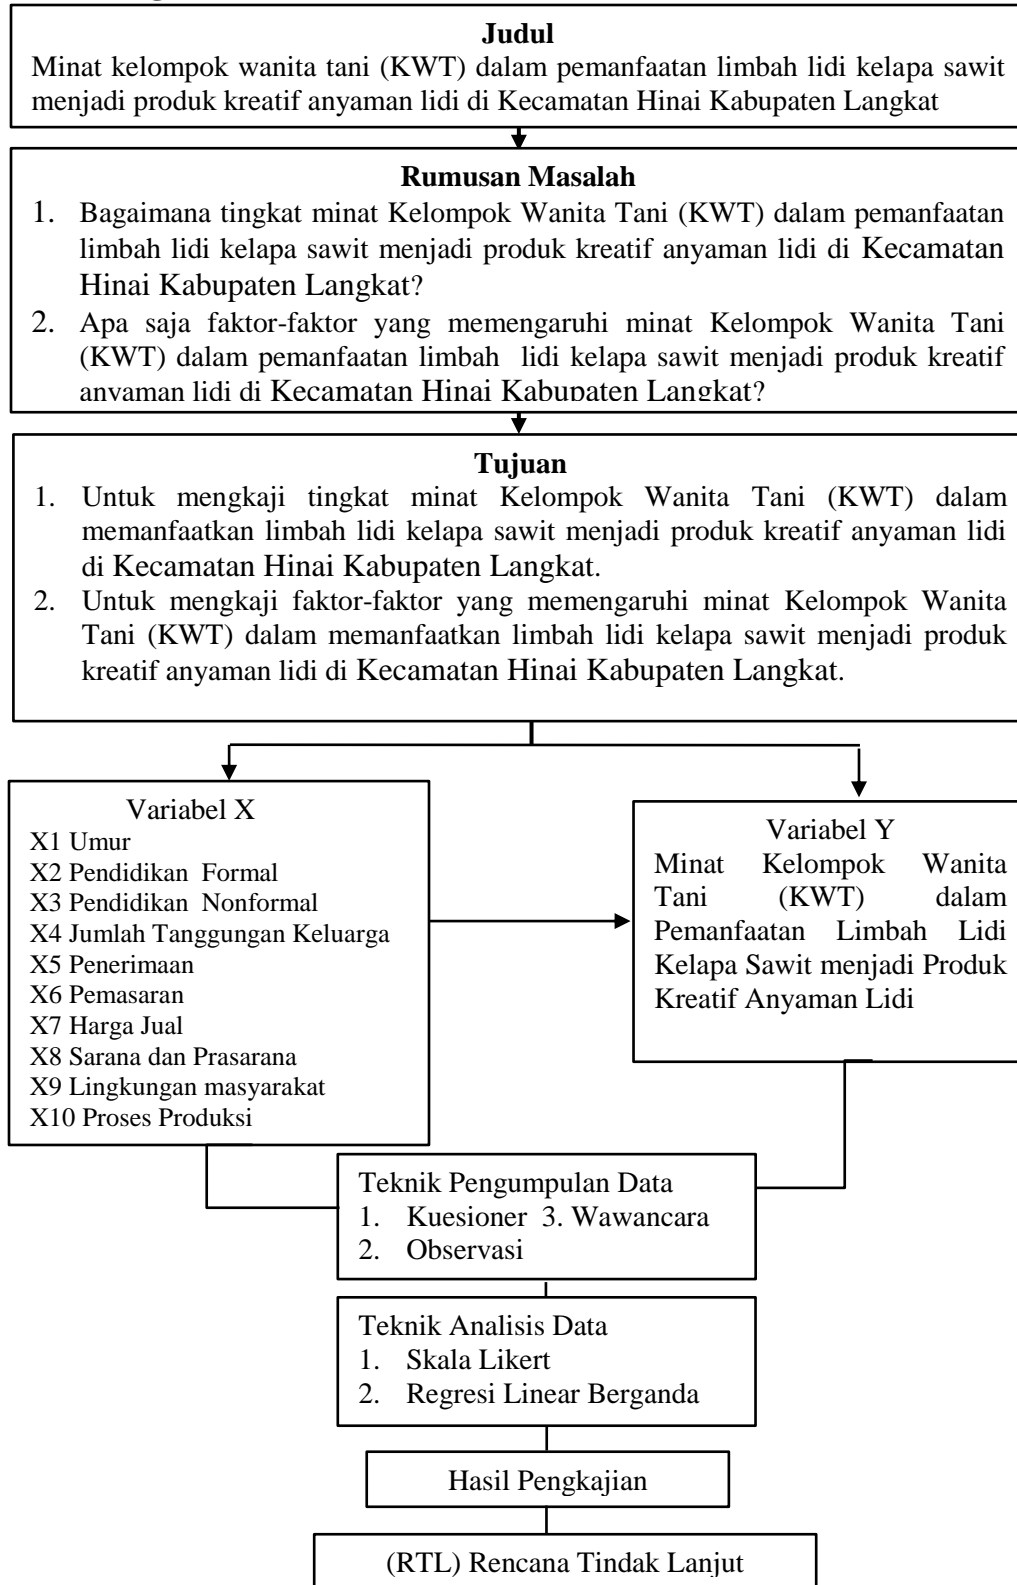 Judul
Minat kelompok wanita tani (KWT) dalam pemanfaatan limbah lidi kelapa sawit
menjadi produk kreatif anyaman lidi di Kecamatan Hinai Kabupaten Langkat
Rumusan Masalah
1. Bagaimana tingkat minat Kelompok Wanita Tani (KWT) dalam pemanfaatan
limbah lidi kelapa sawit menjadi produk kreatif anyaman lidi di Kecamatan
Hinai Kabupaten Langkat?
2. Apa saja faktor-faktor yang memengaruhi minat Kelompok Wanita Tani
(KWT) dalam pemanfaatan limbah lidi kelapa sawit menjadi produk kreatif
anyaman lidi di Kecamatan Hinai Kabupaten Langkat?
Tujuan
1. Untuk mengkaji tingkat minat Kelompok Wanita Tani (KWT) dalam
memanfaatkan limbah lidi kelapa sawit menjadi produk kreatif anyaman lidi
di Kecamatan Hinai Kabupaten Langkat.
2. Untuk mengkaji faktor-faktor yang memengaruhi minat Kelompok Wanita
Tani (KWT) dalam memanfaatkan limbah lidi kelapa sawit menjadi produk
kreatif anyaman lidi di Kecamatan Hinai Kabupaten Langkat.
Variabel X
X1 Umur
X2 Pendidikan Formal
X3 Pendidikan Nonformal
X4 Jumlah Tanggungan Keluarga
X5 Penerimaan
X6 Pemasaran
X7 Harga Jual
X8 Sarana dan Prasarana
X9 Lingkungan masyarakat
X10 Proses Produksi
Variabel Y
Minat Kelompok Wanita
Tani (KWT) dalam
Pemanfaatan Limbah Lidi
Kelapa Sawit menjadi Produk
Kreatif Anyaman Lidi
Teknik Pengumpulan Data
1. Kuesioner 3. Wawancara
2. Observasi
Teknik Analisis Data
1. Skala Likert
2. Regresi Linear Berganda
Hasil Pengkajian
(RTL) Rencana Tindak Lanjut